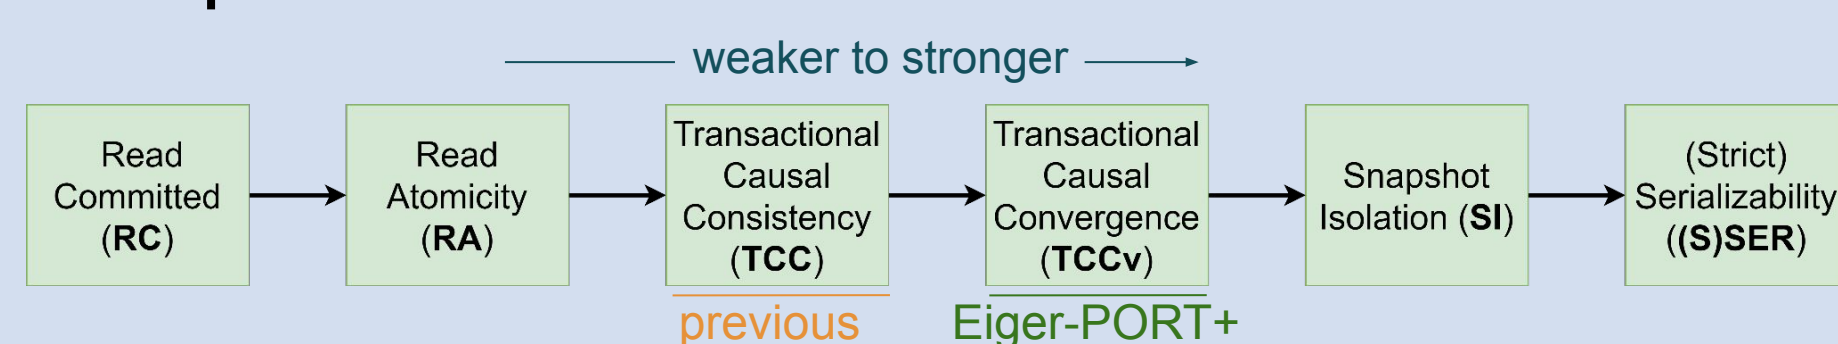 weaker to stronger
Read
Committed
(RC)
Read
Atomicity
(RA)
Transactional
Causal
Consistency
(TCC)
Transactional
Causal
Convergence
(TCCv)
Snapshot
Isolation (SI)
(Strict)
Serializability
((S)SER)
previous
Eiger-PORT+